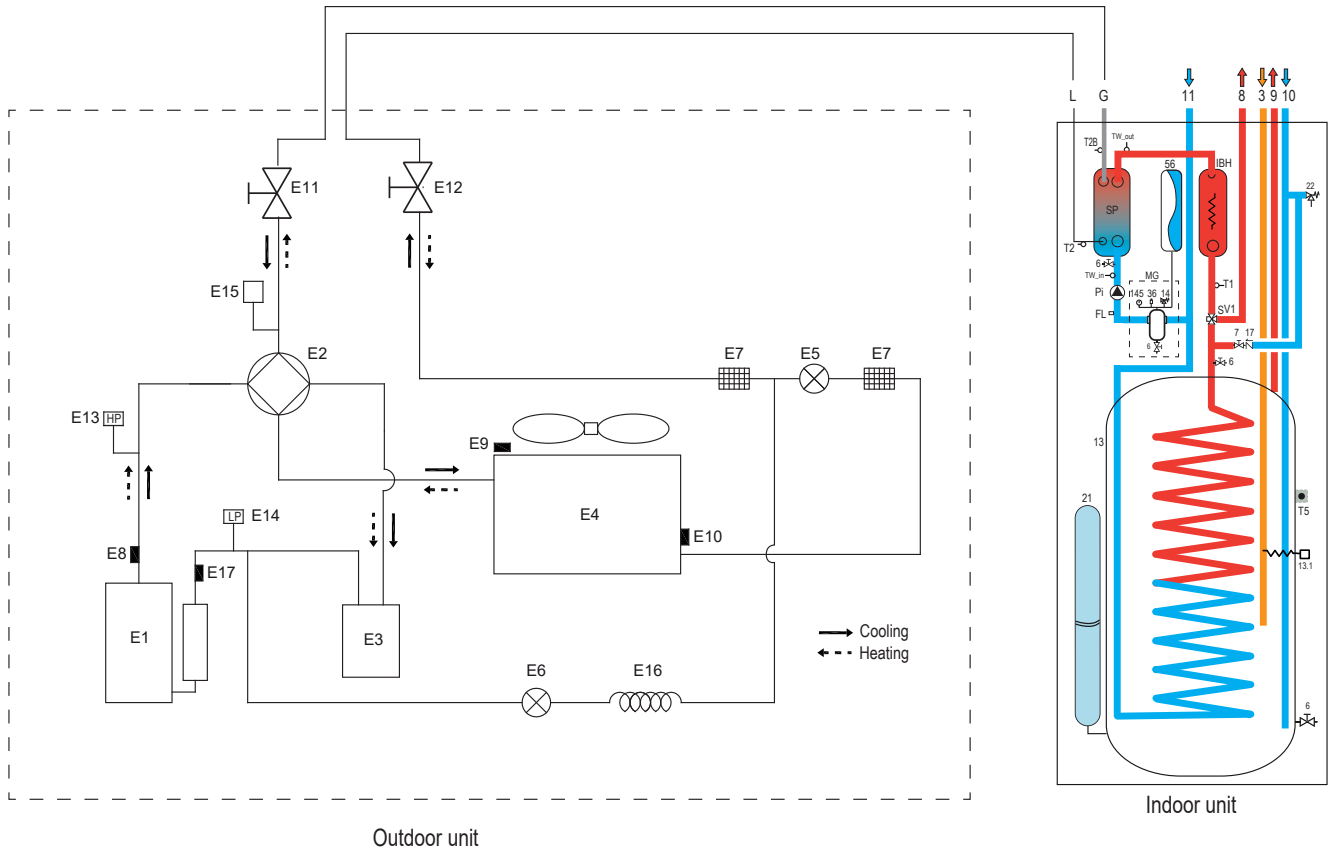 L G 11 8 3 9 10
TW_out
T2B
56
IBH
E11
E12
22
SP
T2
6
TW_in
MG
E15
Pi
145 36 14
T1
FL
SV1
E2
7 17
6
E7
E5
E7
6
E13 HP
E9
13
E4
21
LP E14
T5
E10
E8
13.1
E17
E1
E3
Cooling
Heating
E6
E16
6
Indoor unit
Outdoor unit